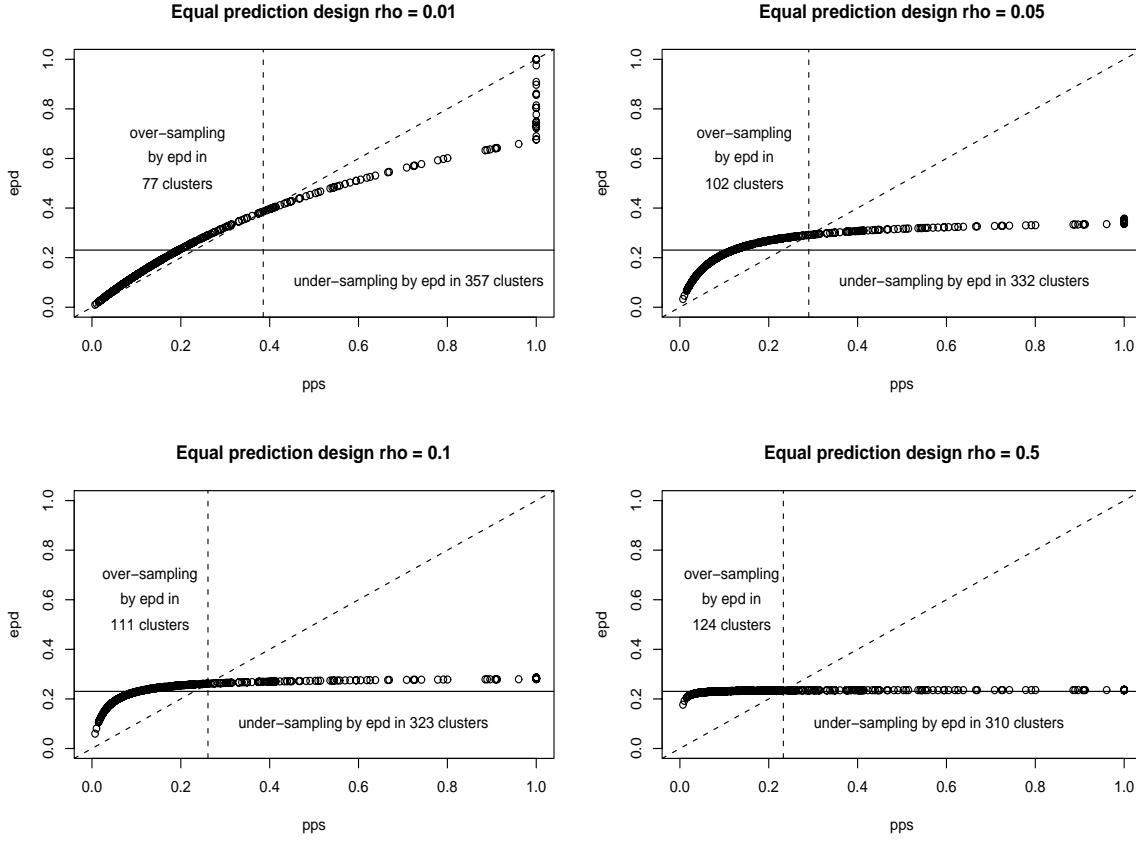 Equal prediction design rho = 0.01
1.0
0.8
0.6
0.4
0.2
0.0
epd
over−sampling
by epd in
77 clusters
under−sampling by epd in 357 clusters
0.0 0.2 0.4 0.6 0.8 1.0
pps
Equal prediction design rho = 0.05
1.0
0.8
0.6
0.4
0.2
0.0
epd
over−sampling
by epd in
102 clusters
under−sampling by epd in 332 clusters
0.0 0.2 0.4 0.6 0.8 1.0
pps
Equal prediction design rho = 0.1
1.0
0.8
0.6
0.4
0.2
0.0
epd
over−sampling
by epd in
111 clusters
under−sampling by epd in 323 clusters
0.0 0.2 0.4 0.6 0.8 1.0
pps
Equal prediction design rho = 0.5
1.0
0.8
0.6
0.4
0.2
0.0
epd
over−sampling
by epd in
124 clusters
under−sampling by epd in 310 clusters
0.0 0.2 0.4 0.6 0.8 1.0
pps